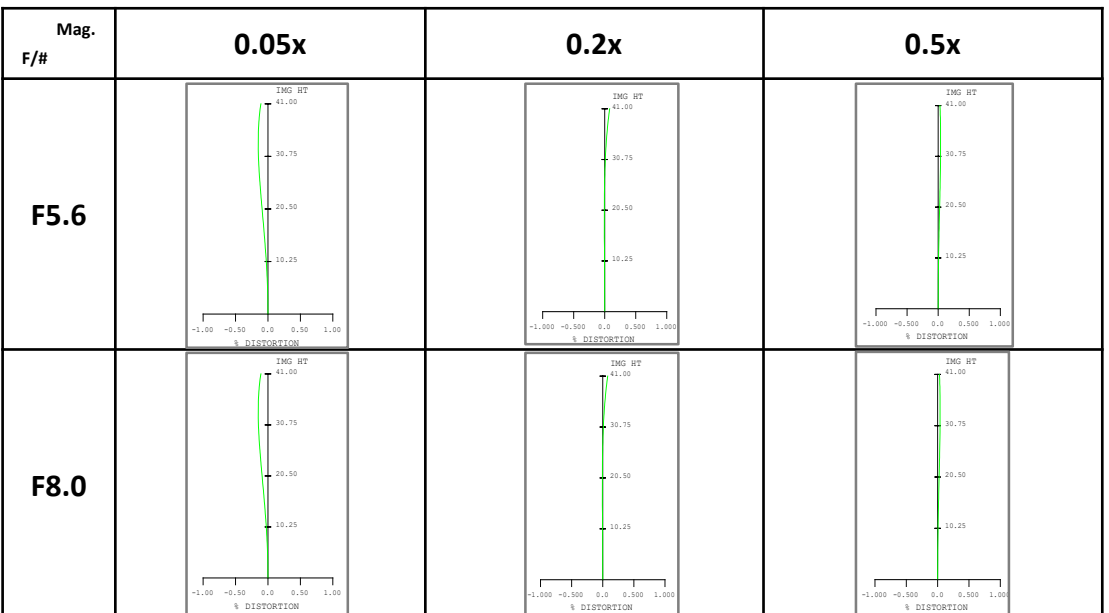 Mag.
F/#
0.05x
0.2x
0.5x
F5.6
IMG HT
41.00
30.75
20.50
10.25
-1.00 -0.50 0.0 0.50 1.00
% DISTORTION
IMG HT
41.00
30.75
20.50
10.25
-1.000 -0.500 0.0 0.500 1.000
% DISTORTION
IMG HT
41.00
30.75
20.50
10.25
-1.000 -0.500 0.0 0.500 1.000
% DISTORTION
F8.0
IMG HT
41.00
30.75
20.50
10.25
-1.00 -0.50 0.0 0.50 1.00
% DISTORTION
IMG HT
41.00
30.75
20.50
10.25
-1.000 -0.500 0.0 0.500 1.000
% DISTORTION
IMG HT
41.00
30.75
20.50
10.25
-1.000 -0.500 0.0 0.500 1.000
% DISTORTION